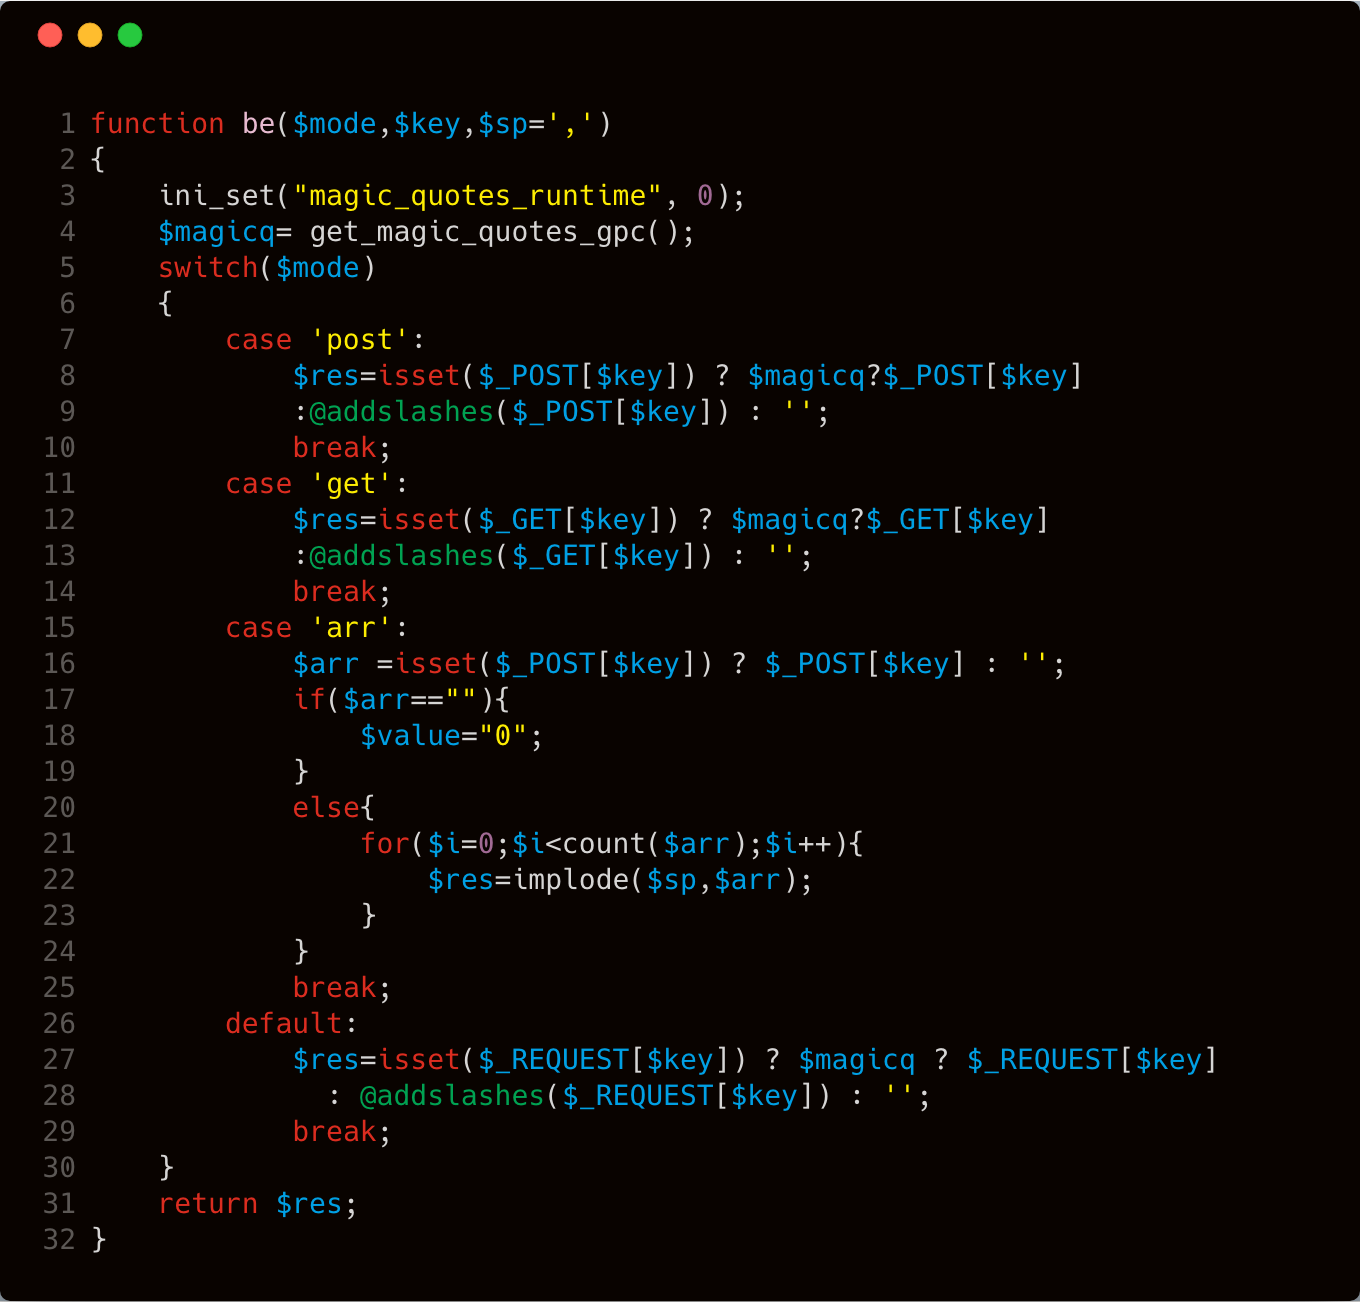 1 function be($mode,$key,$sp=',')
2 {
3     ini_set("magic_quotes_runtime", 0);
4     $magicq= get_magic_quotes_gpc();
5     switch($mode)
6     {
7         case 'post':
8             $res=isset($_POST[$key]) ? $magicq?$_POST[$key]
9             :@addslashes($_POST[$key]) : '';
10             break;
11         case 'get':
12             $res=isset($_GET[$key]) ? $magicq?$_GET[$key]
13             :@addslashes($_GET[$key]) : '';
14             break;
15         case 'arr':
16             $arr =isset($_POST[$key]) ? $_POST[$key] : '';
17             if($arr==""){
18                 $value="0";
19             }
20             else{
21                 for($i=0;$i<count($arr);$i++){
22                     $res=implode($sp,$arr);
23                 }
24             }
25             break;
26         default:
27             $res=isset($_REQUEST[$key]) ? $magicq ? $_REQUEST[$key]
28               : @addslashes($_REQUEST[$key]) : '';
29             break;
30     }
31     return $res;
32 }